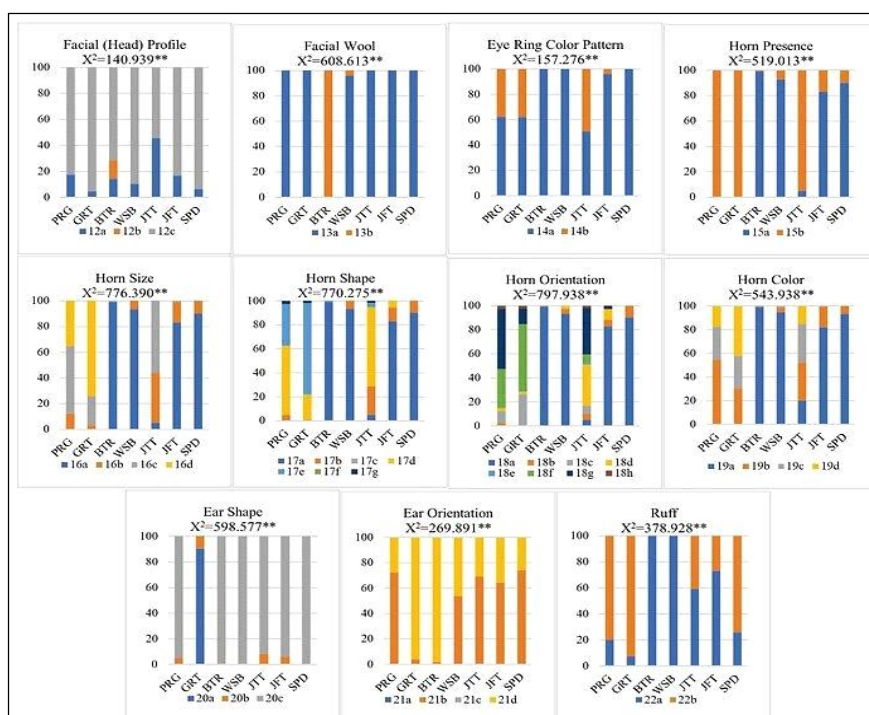 Facial (Head) Profile
X²=140.939**
100
80
60
40
20
0
PRG GRT BTR WSB JTT JFT SPD
12a 12b 12c
Facial Wool
X²=608.613**
100
80
60
40
20
0
PRG GRT BTR WSB JTT JFT SPD
13a 13b
Eye Ring Color Pattern
X²=157.276**
100
80
60
40
20
0
PRG GRT BTR WSB JTT JFT SPD
14a 14b
Horn Presence
X²=519.013**
100
80
60
40
20
0
PRG GRT BTR WSB JTT JFT SPD
15a 15b
Horn Size
X²=776.390**
100
80
60
40
20
0
PRG GRT BTR WSB JTT JFT SPD
16a 16b 16c 16d
Horn Shape
X²=770.275**
100
80
60
40
20
0
PRG GRT BTR WSB JTT JFT SPD
17a 17b 17c 17d
17e 17f 17g
Horn Orientation
X²=797.938**
100
80
60
40
20
0
PRG GRT BTR WSB JTT JFT SPD
18a 18b 18c 18d
18e 18f 18g 18h
Horn Color
X²=543.938**
100
80
60
40
20
0
PRG GRT BTR WSB JTT JFT SPD
19a 19b 19c 19d
Ear Shape
X²=598.577**
100
80
60
40
20
0
PRG GRT BTR WSB JTT JFT SPD
20a 20b 20c
Ear Orientation
X²=269.891**
100
80
60
40
20
0
PRG GRT BTR WSB JTT JFT SPD
21a 21b 21c 21d
Ruff
X²=378.928**
100
80
60
40
20
0
PRG GRT BTR WSB JTT JFT SPD
22a 22b